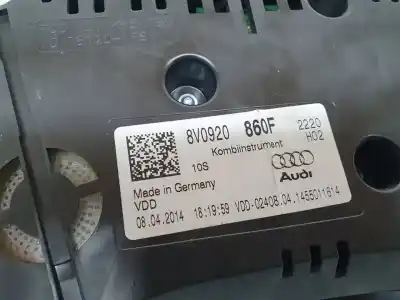 8V0920 860F 2220
Kombiinstrument H02
10S
Audi
Made in Germany
VDD
08.04.2014 18:19:59 VDD-02408.04.1455011614